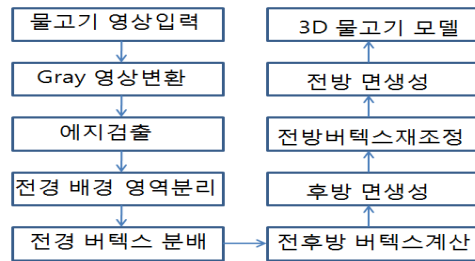 물고기 영상입력
Gray 영상변환
에지검출
전경 배경 영역분리
전경 버텍스 분배
전후방 버텍스계산
후방 면생성
전방버텍스재조정
전방 면생성
3D 물고기 모델